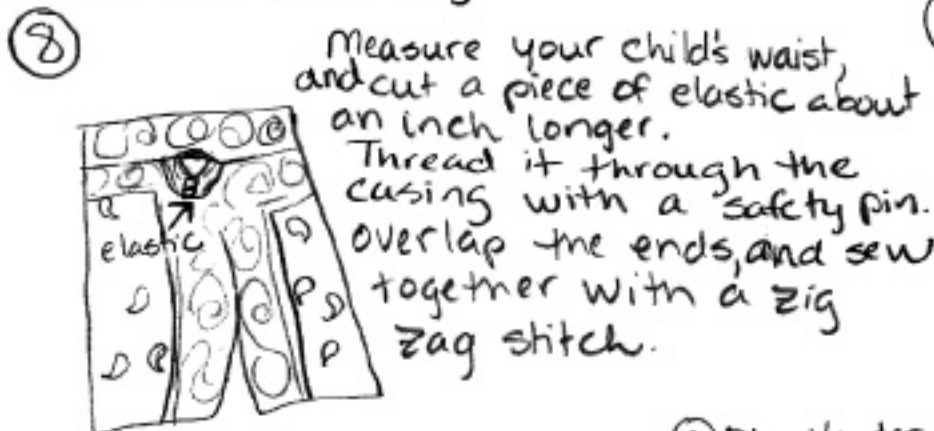 8
Measure your child's waist,
and cut a piece of elastic about
an inch longer.
Thread it through the
casing with a safety pin.
overlap the ends, and sew
together with a zig
zag stitch.
elastic